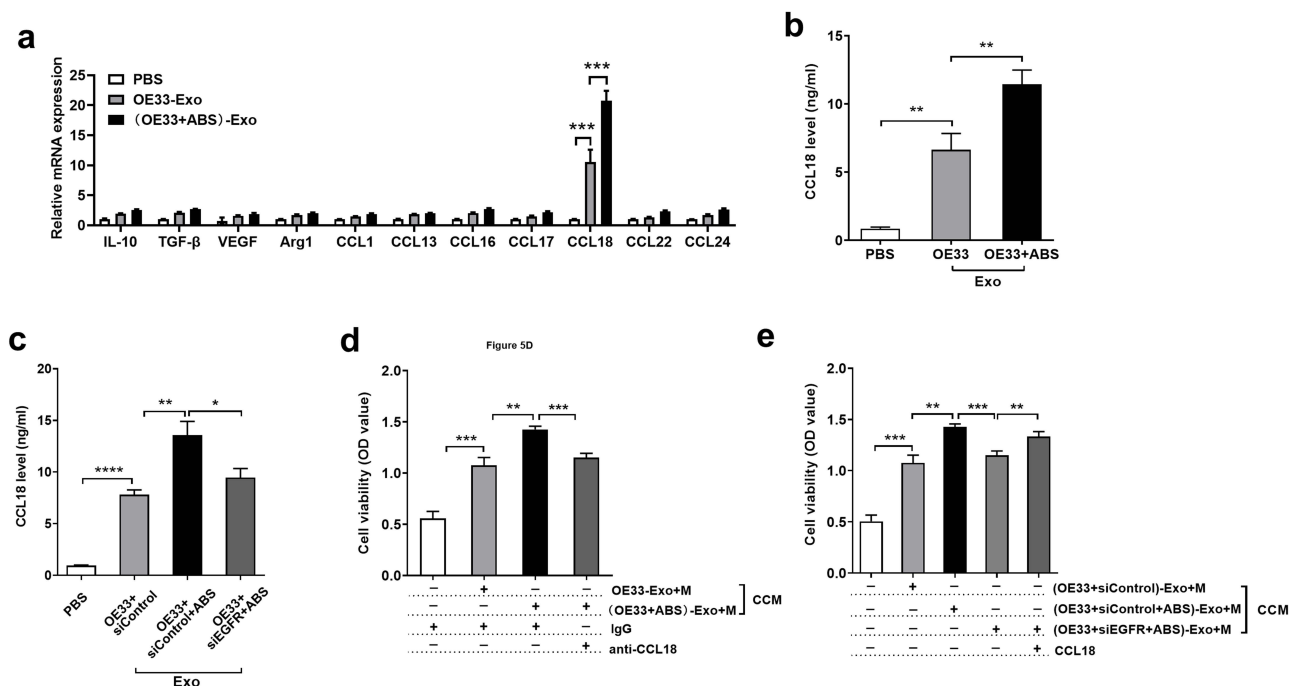 a
Relative mRNA expression
25
20
15
10
5
0
PBS
OE33-Exo
（OE33+ABS）-Exo
***
***
IL-10 TGF-β VEGF Arg1 CCL1 CCL13 CCL16 CCL17 CCL18 CCL22 CCL24
b
CCL18 level (ng/ml)
15
10
5
0
**
**
PBS OE33 OE33+ABS
Exo
c
CCL18 level (ng/ml)
20
15
10
5
0
****
**
*
PBS
OE33+
siControl
OE33+
siControl+ABS
OE33+
siEGFR+ABS
Exo
d
Figure 5D
Cell viability (OD value)
2.0
1.5
1.0
0.5
0.0
***
**
***
– + – – OE33-Exo+M
– – + + （OE33+ABS）-Exo+M
CCM
+ + + – IgG
– – – + anti-CCL18
e
Cell viability (OD value)
2.0
1.5
1.0
0.5
0.0
***
**
***
**
– + – – – (OE33+siControl)-Exo+M
– – + – – (OE33+siControl+ABS)-Exo+M
CCM
– – – + + (OE33+siEGFR+ABS)-Exo+M
– – – – + CCL18